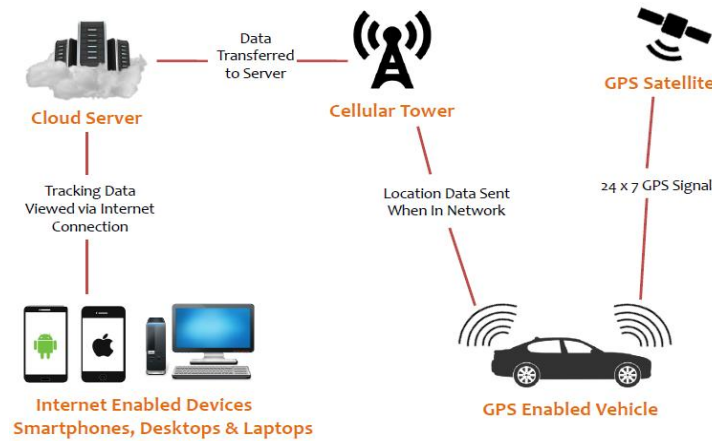 Data
Transferred
to Server
Cloud Server
Cellular Tower
GPS Satellite
Tracking Data
Viewed via Internet
Connection
Location Data Sent
When In Network
24 x 7 GPS Signal
Internet Enabled Devices
Smartphones, Desktops & Laptops
GPS Enabled Vehicle